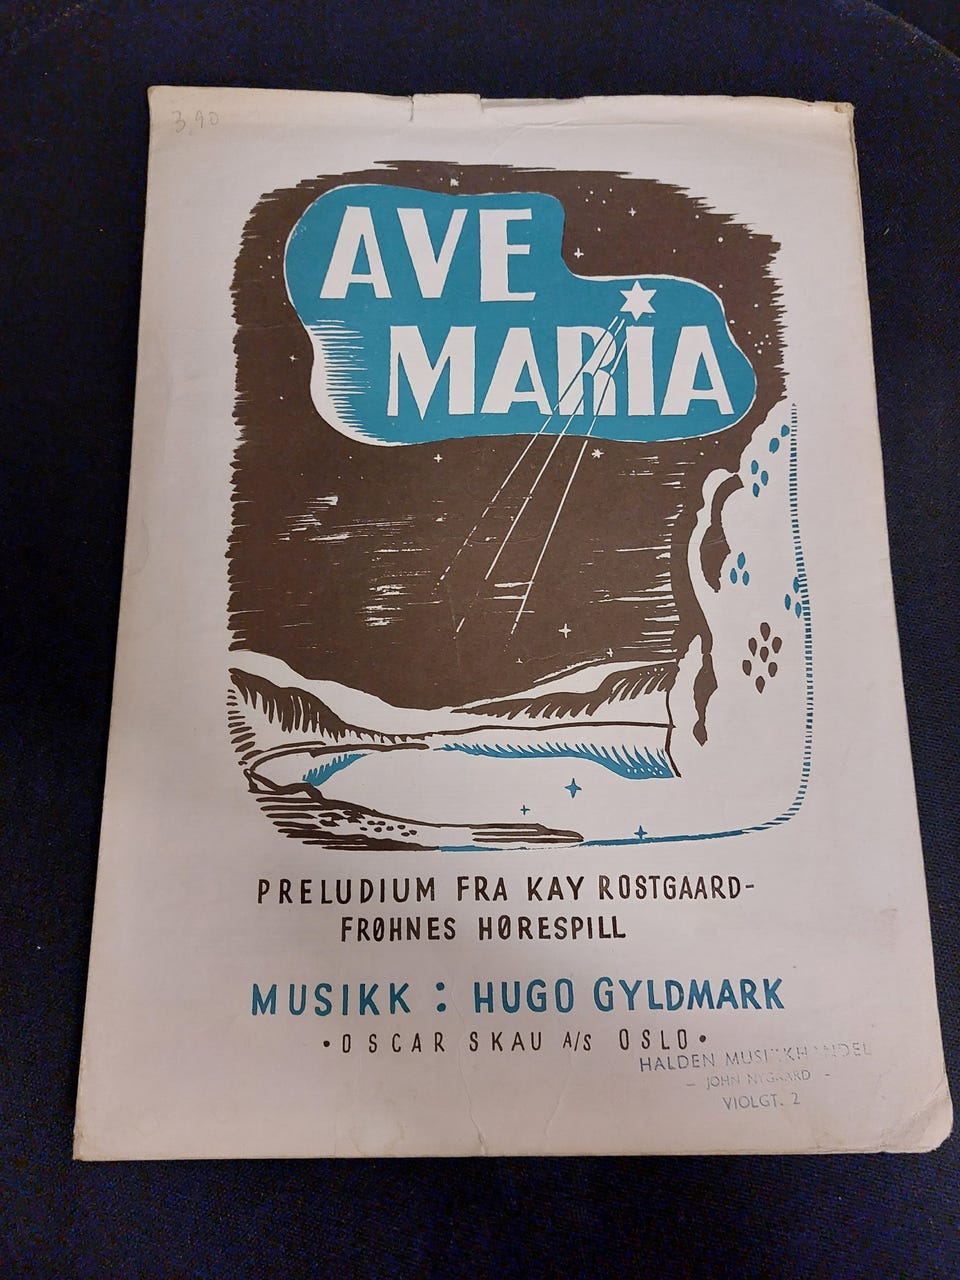 3,90
AVE
MARIA
PRELUDIUM FRA KAY ROSTGAARD-
FRØHNES HØRESPILL
MUSIKK : HUGO GYLDMARK
• OSCAR SKAU A/S OSLO •
HALDEN MUSIKKHANDEL
- JOHN NYGAARD -
VIOLGT. 2